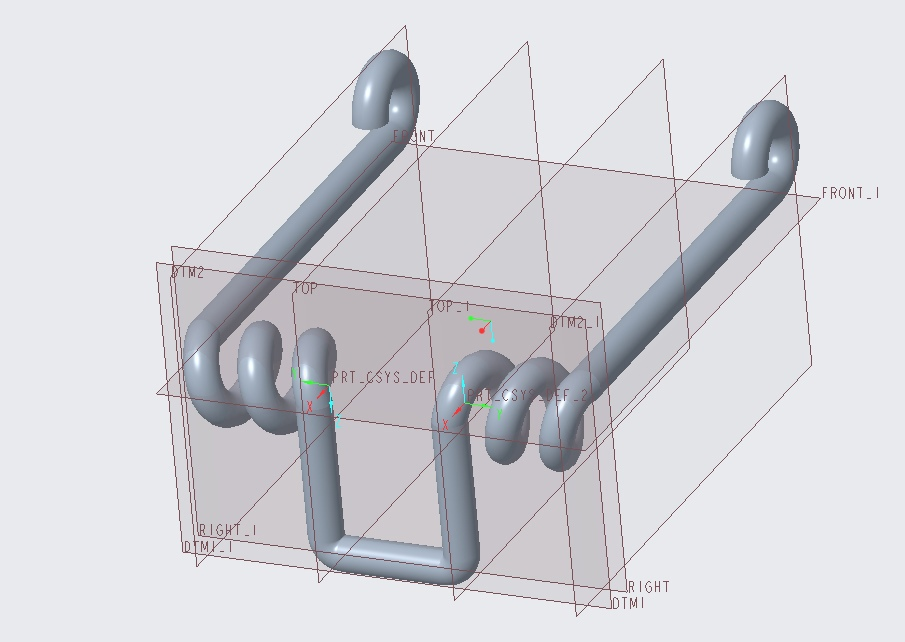 FRONT
FRONT_1
DTM2
TOP
TOP_1
DTM2_1
PRT_CSYS_DEF
X
Z
PRT_CSYS_DEF_2
X
RIGHT_1
DTM1_1
RIGHT
DTM1